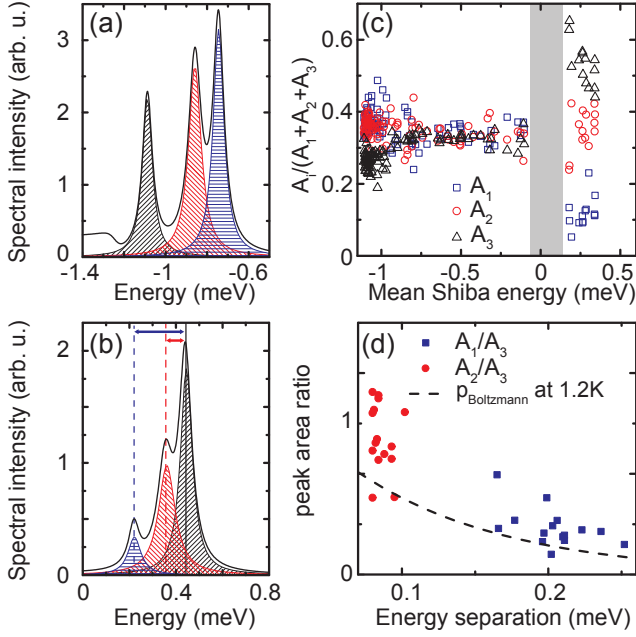 (a)
Spectral intensity (arb. u.)
3
2
1
0
-1.4
-1
-0.6
Energy (meV)
(c)
A_i/(A_1+A_2+A_3)
0.6
0.4
0.2
0
A_1
A_2
A_3
-1
-0.5
0
0.5
Mean Shiba energy (meV)
(b)
Spectral intensity (arb. u.)
2
1
0
0
0.4
0.8
Energy (meV)
(d)
peak area ratio
1
0
A_1/A_3
A_2/A_3
p_Boltzmann at 1.2K
0.1
0.2
Energy separation (meV)